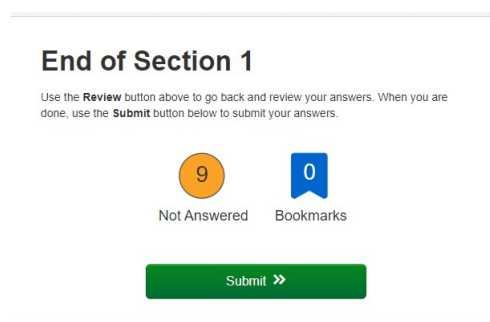 End of Section 1
Use the Review button above to go back and review your answers. When you are
done, use the Submit button below to submit your answers.
9
0
Not Answered
Bookmarks
Submit »